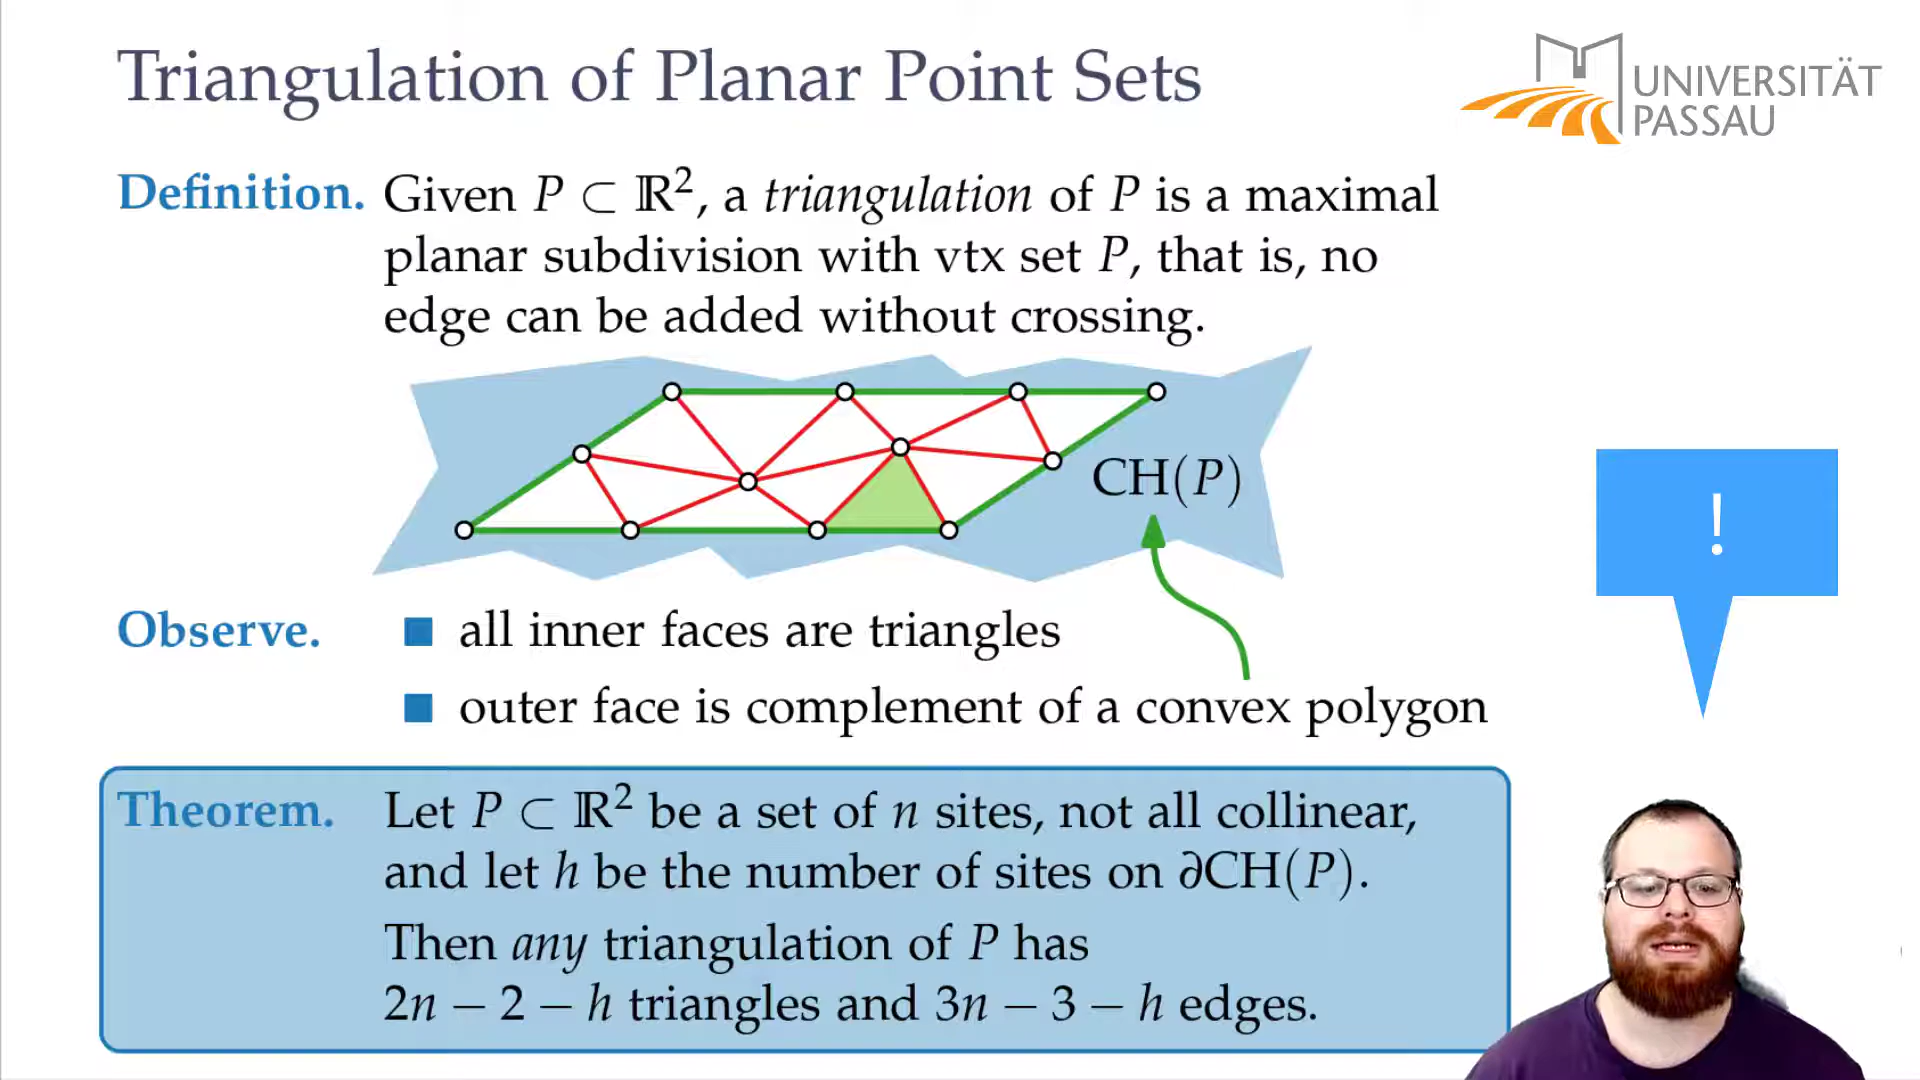 Triangulation of Planar Point Sets
UNIVERSITÄT
PASSAU
Definition. Given P ⊂ ℝ², a triangulation of P is a maximal
planar subdivision with vtx set P, that is, no
edge can be added without crossing.
CH(P)
!
Observe. ■ all inner faces are triangles
■ outer face is complement of a convex polygon
Theorem. Let P ⊂ ℝ² be a set of n sites, not all collinear,
and let h be the number of sites on ∂CH(P).
Then any triangulation of P has
2n − 2 − h triangles and 3n − 3 − h edges.